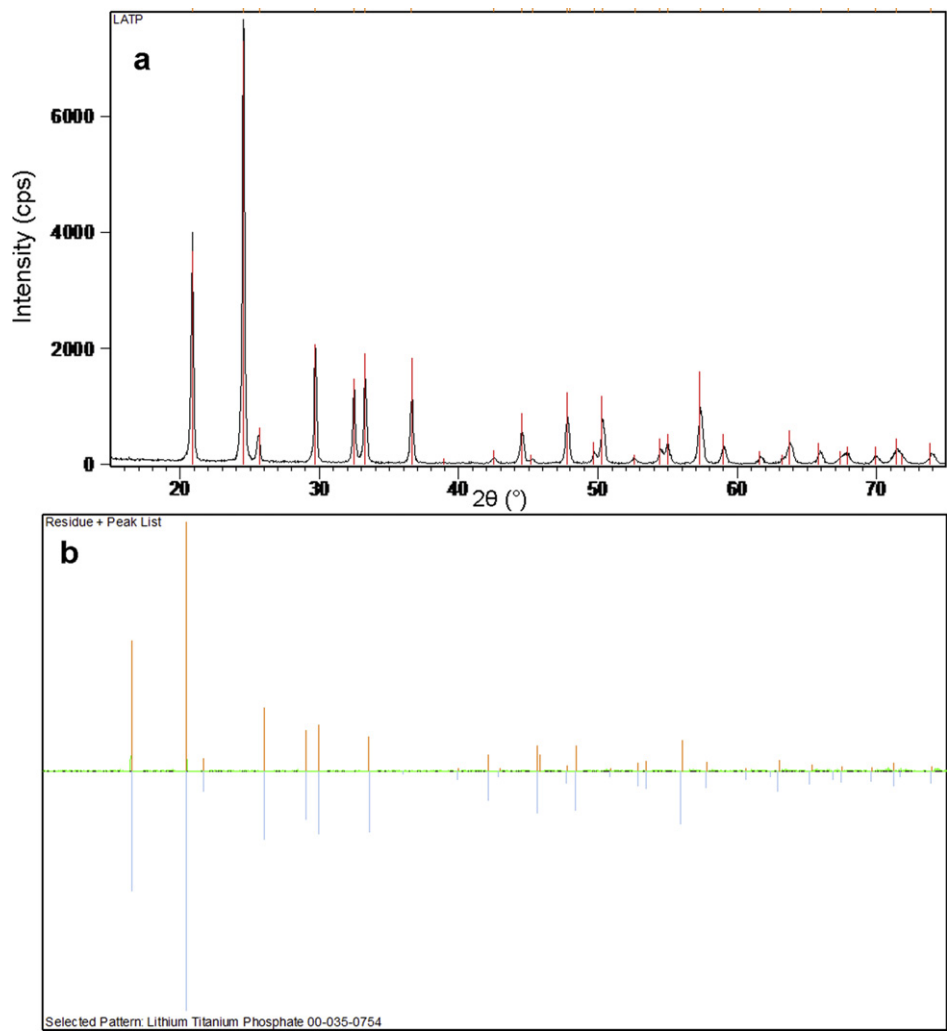 LATP
a
6000
4000
2000
0
Intensity (cps)
20 30 40 50 60 70
2θ (°)
Residue + Peak List
b
Selected Pattern: Lithium Titanium Phosphate 00-035-0754